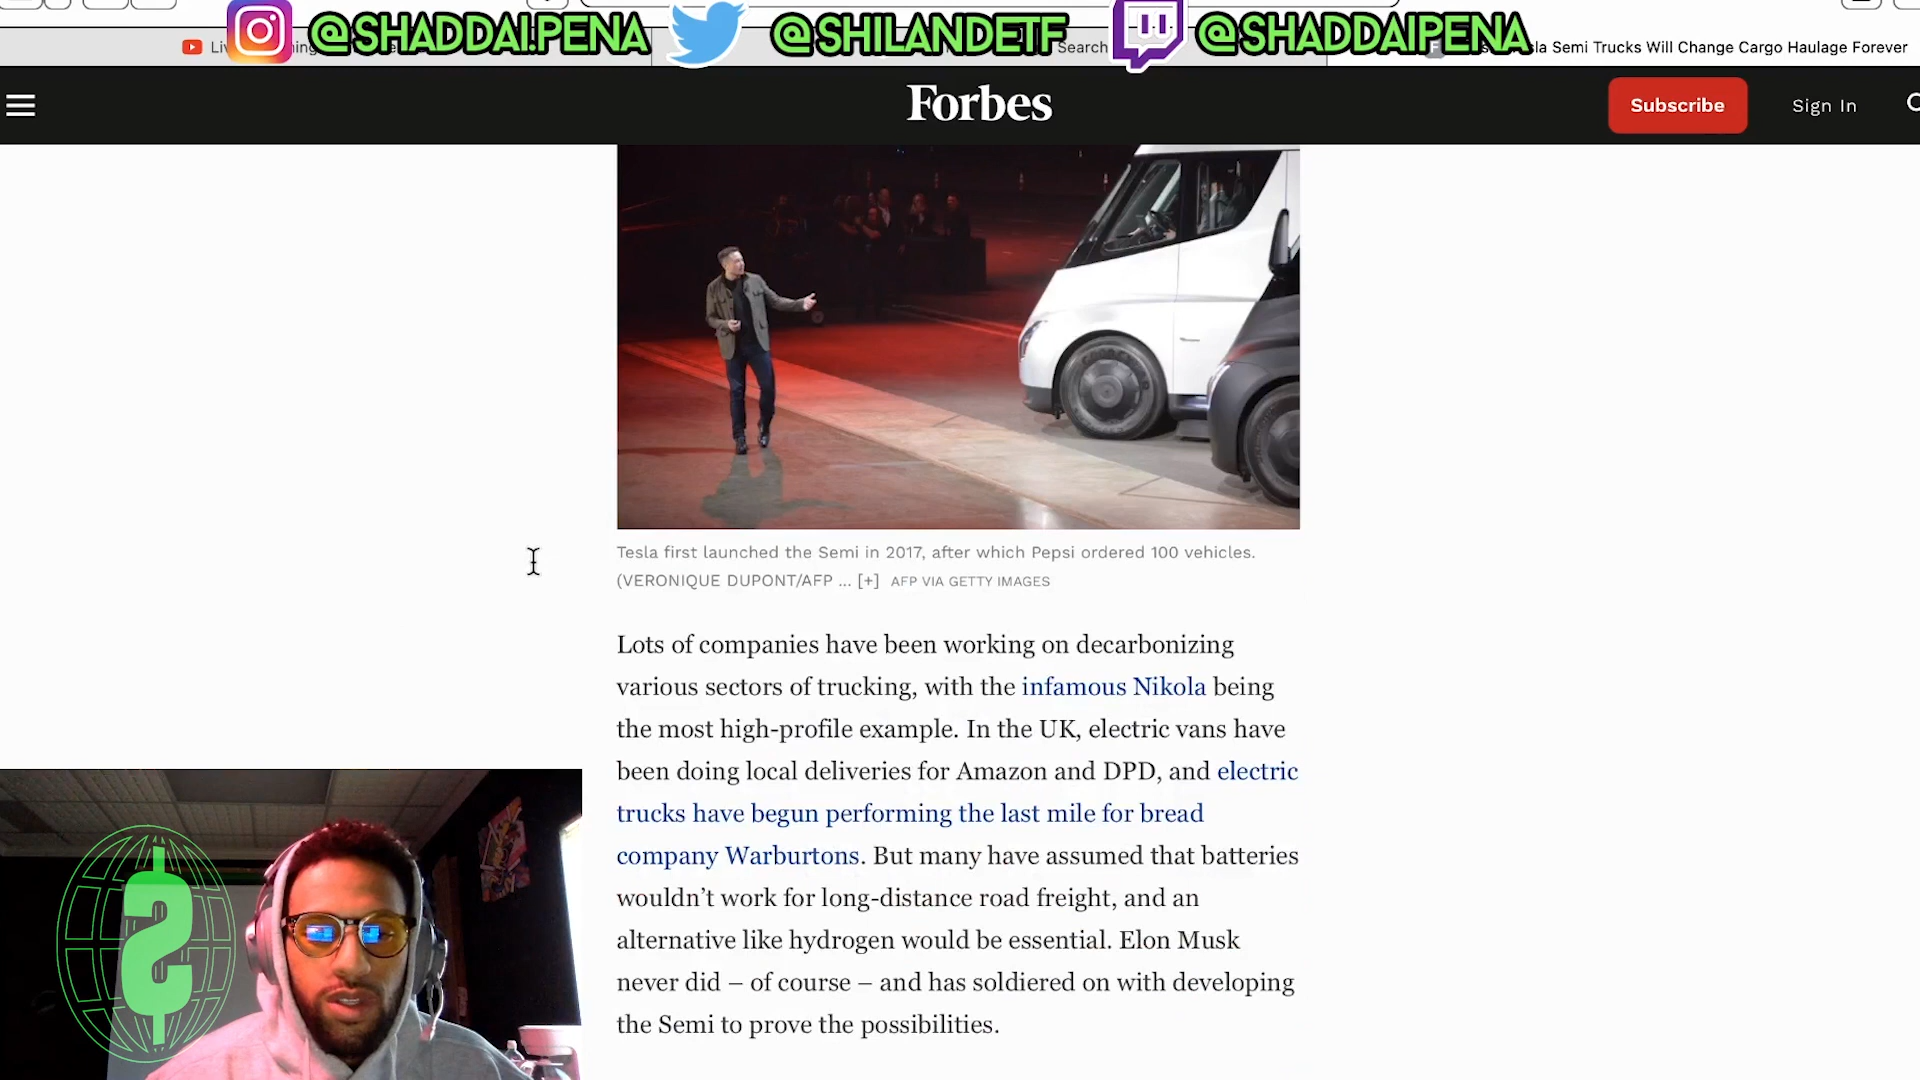 @SHADDAI.PENA @SHILANDETF @SHADDAIPENA
Search
sla Semi Trucks Will Change Cargo Haulage Forever
Forbes
Subscribe
Sign In
Tesla first launched the Semi in 2017, after which Pepsi ordered 100 vehicles.
(VERONIQUE DUPONT/AFP ... [+] AFP VIA GETTY IMAGES
Lots of companies have been working on decarbonizing
various sectors of trucking, with the infamous Nikola being
the most high-profile example. In the UK, electric vans have
been doing local deliveries for Amazon and DPD, and electric
trucks have begun performing the last mile for bread
company Warburtons. But many have assumed that batteries
wouldn’t work for long-distance road freight, and an
alternative like hydrogen would be essential. Elon Musk
never did – of course – and has soldiered on with developing
the Semi to prove the possibilities.